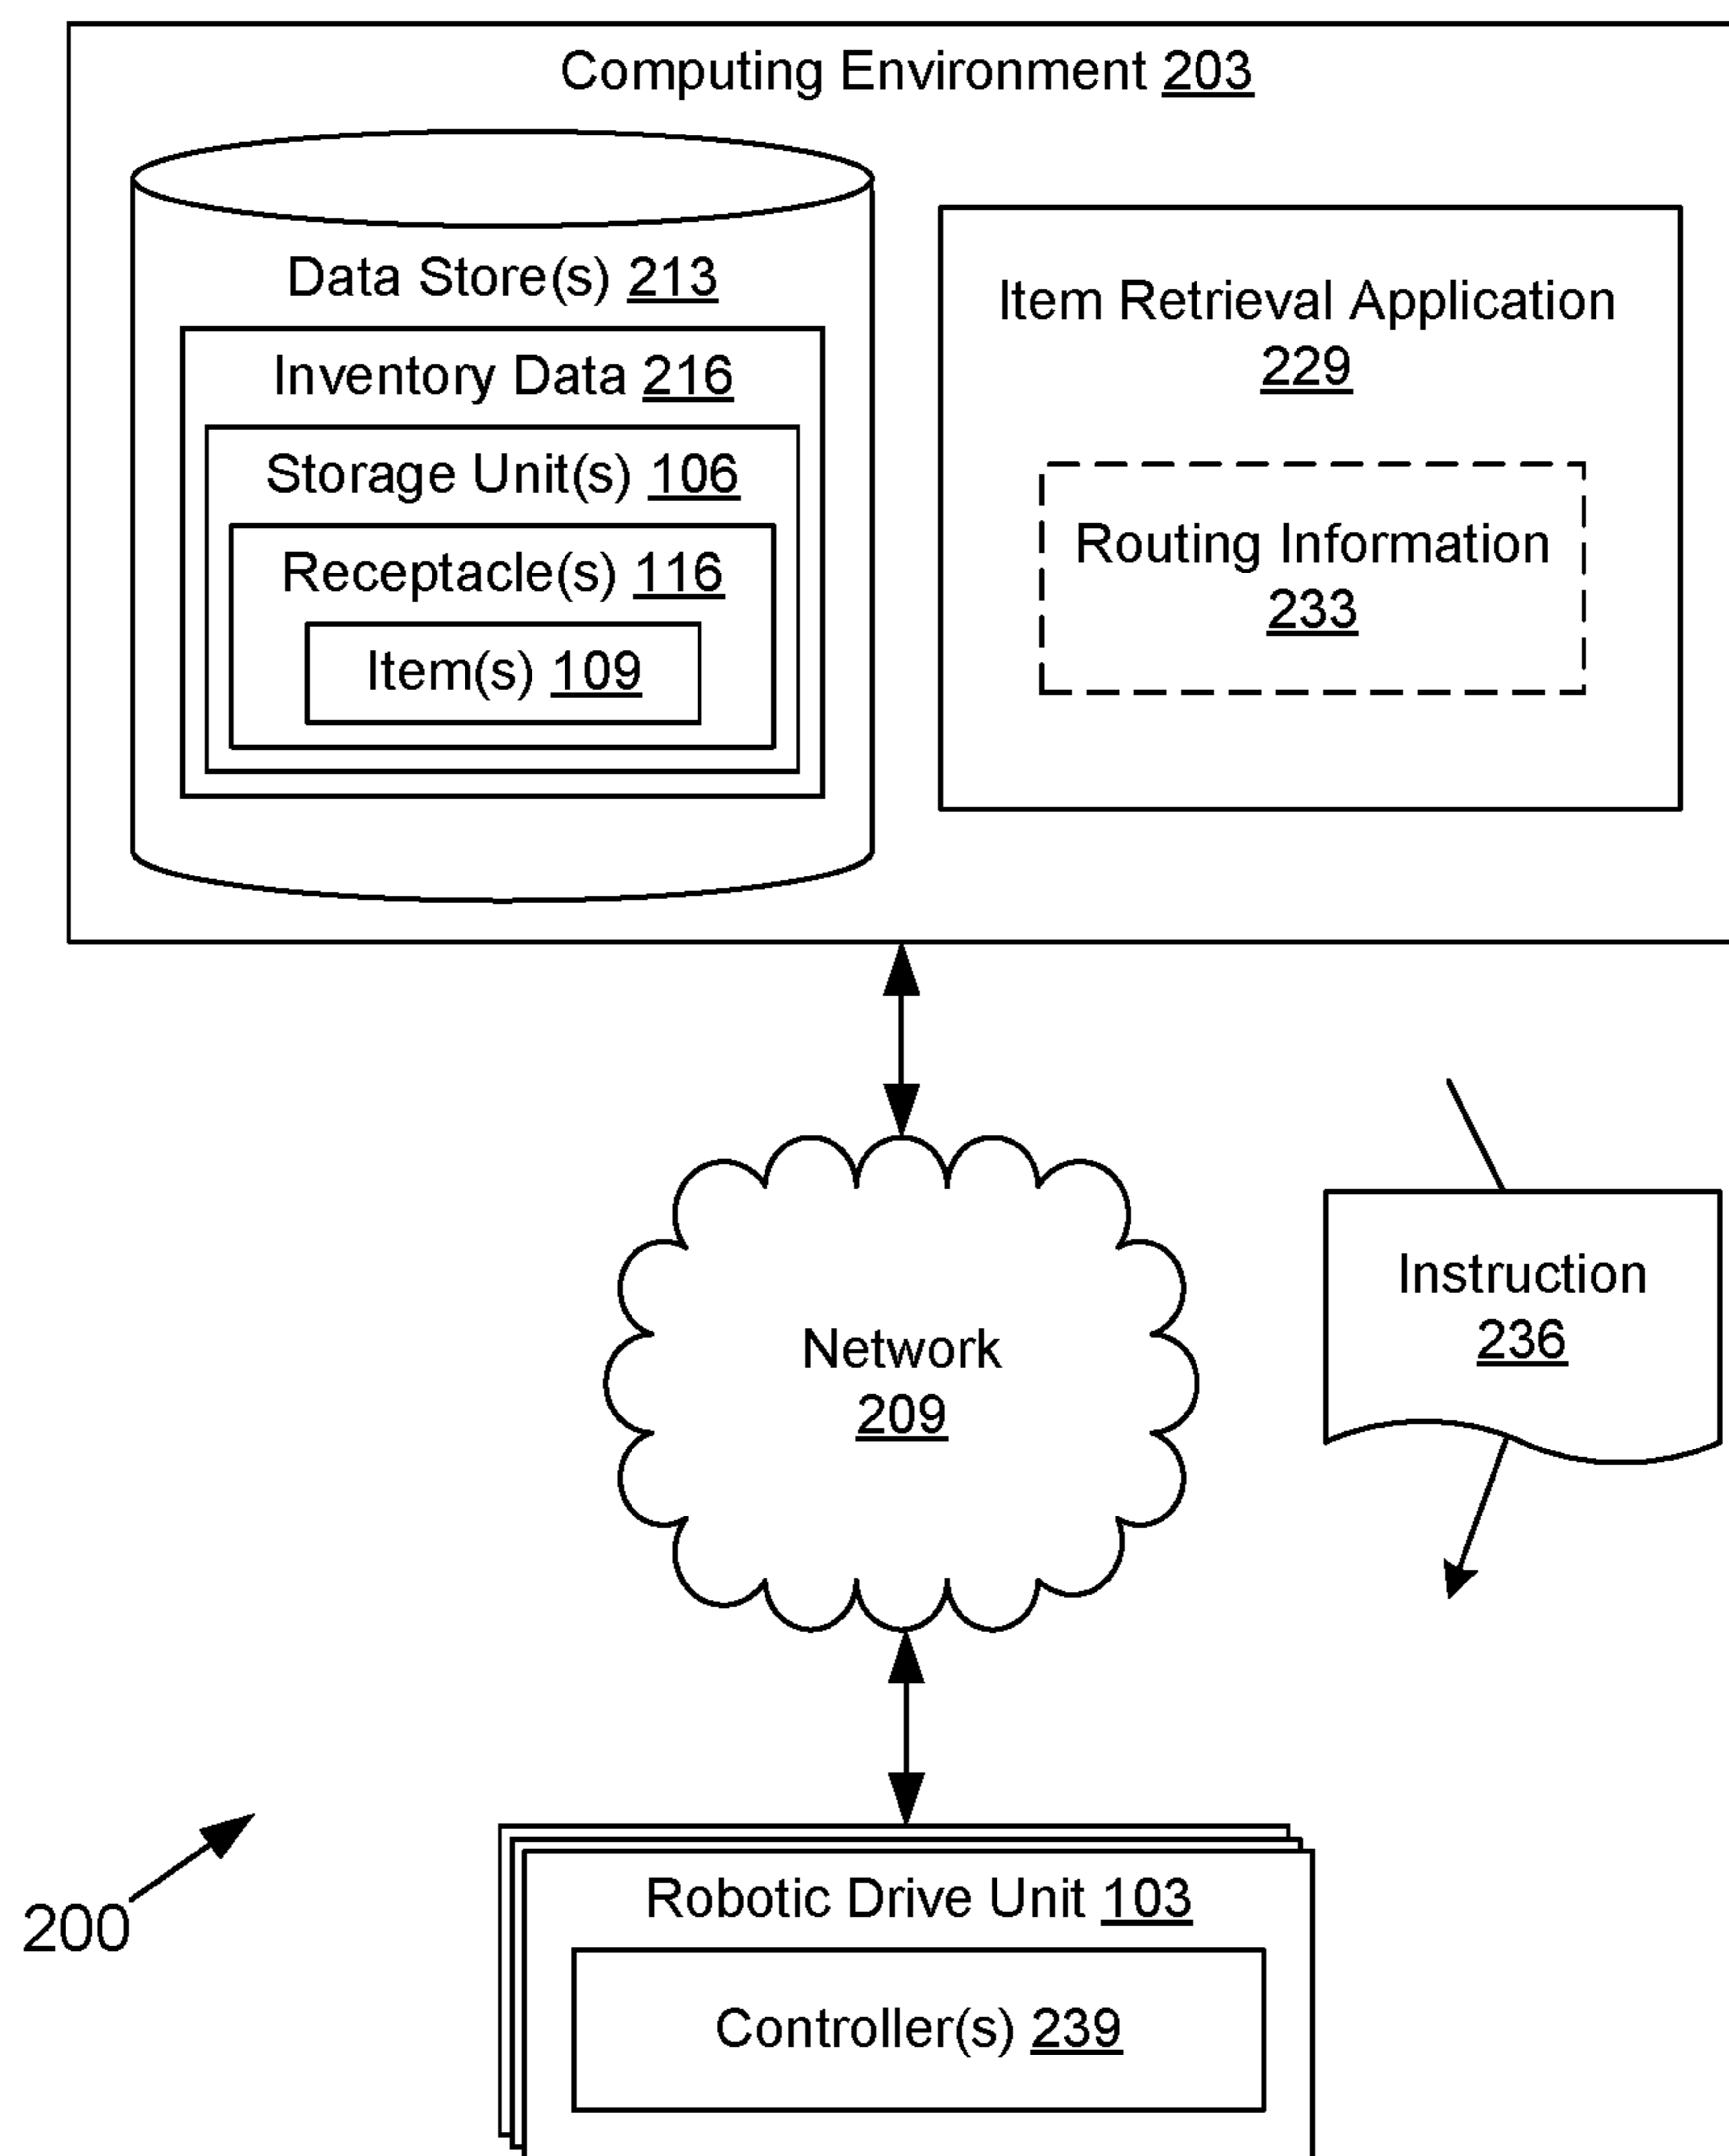 Computing Environment 203
Data Store(s) 213
Inventory Data 216
Storage Unit(s) 106
Receptacle(s) 116
Item(s) 109
Item Retrieval Application
229
Routing Information
233
Network
209
Instruction
236
200
Robotic Drive Unit 103
Controller(s) 239